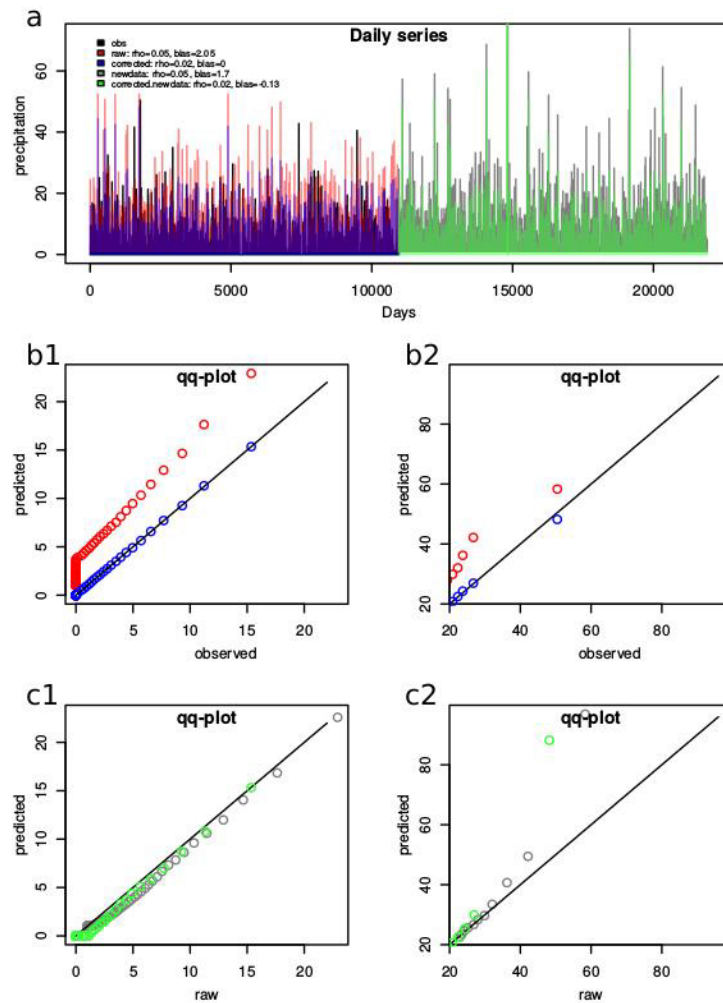 a
Daily series
obs
raw: rho=0.05, bias=2.05
corrected: rho=0.02, bias=0
newdata: rho=0.05, bias=1.7
corrected.newdata: rho=0.02, bias=-0.13
precipitation
60
40
20
0
0 5000 10000 15000 20000
Days
b1
qq-plot
predicted
20
15
10
5
0
0 5 10 15 20
observed
b2
qq-plot
predicted
80
60
40
20
20 40 60 80
observed
c1
qq-plot
predicted
20
15
10
5
0
0 5 10 15 20
raw
c2
qq-plot
predicted
80
60
40
20
20 40 60 80
raw